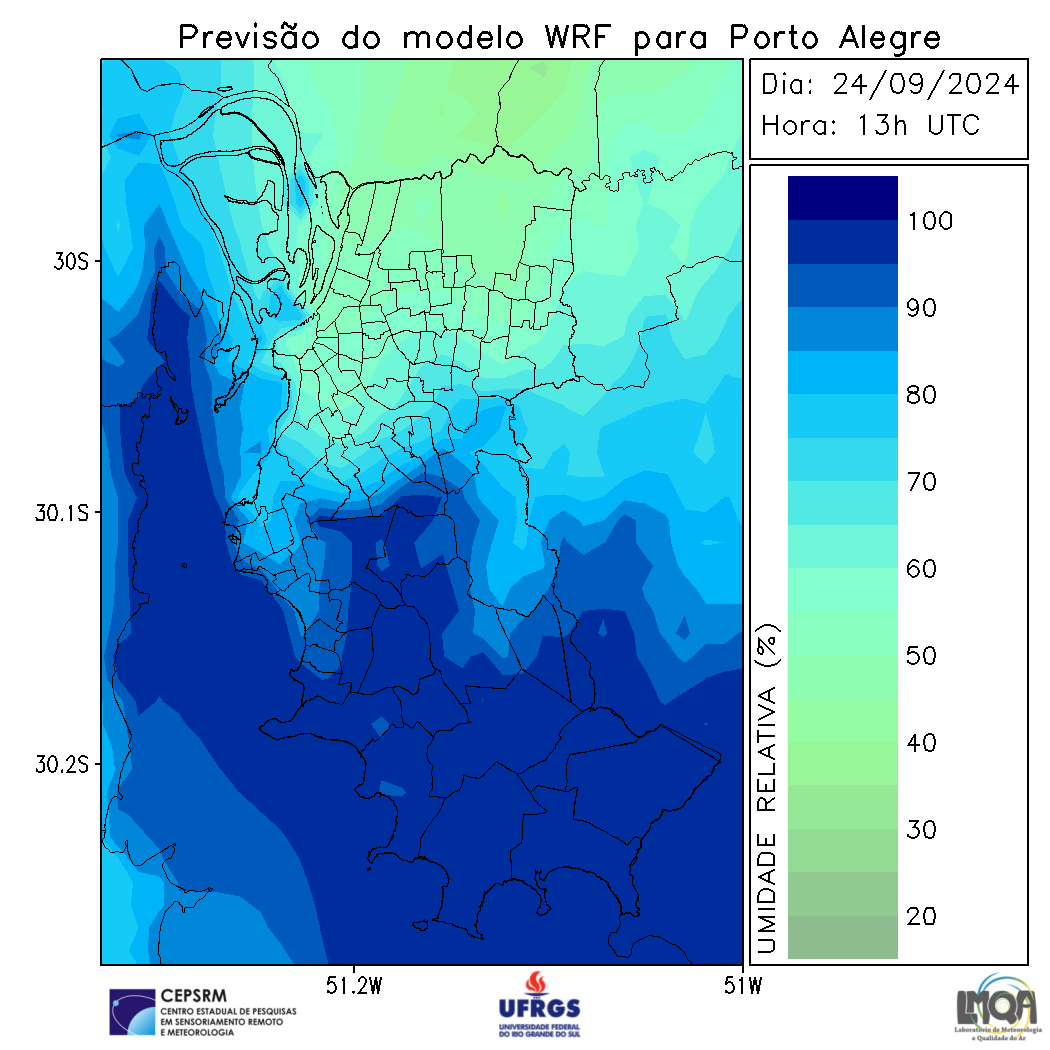 Previsão do modelo WRF para Porto Alegre
Dia: 24/09/2024
Hora: 13h UTC
30S
30.1S
30.2S
51.2W
51W
UMIDADE RELATIVA (%)
100
90
80
70
60
50
40
30
20
CEPSRM
CENTRO ESTADUAL DE PESQUISAS
EM SENSORIAMENTO REMOTO
E METEOROLOGIA
UFRGS
UNIVERSIDADE FEDERAL
DO RIO GRANDE DO SUL
LMQA
Laboratório de Meteorologia
e Qualidade do Ar